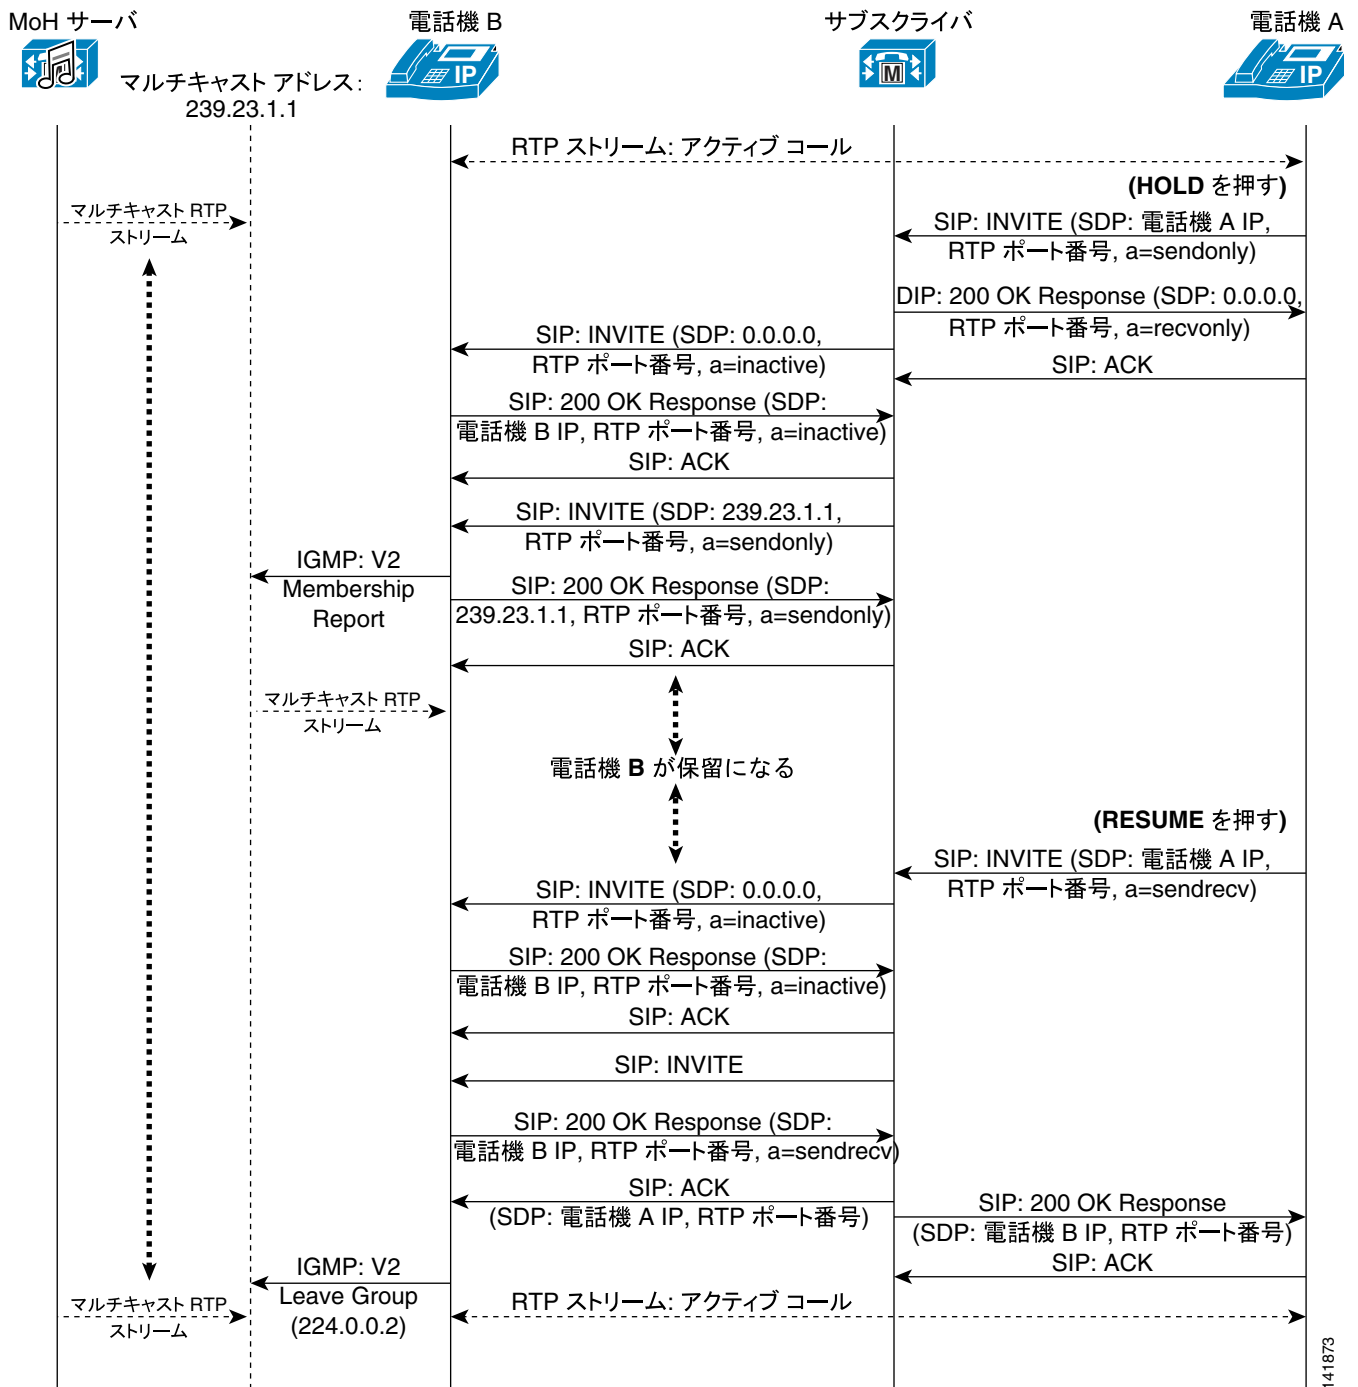 MoH サーバ
電話機 B
サブスクライバ
電話機 A
IP
M
IP
マルチキャスト アドレス:
239.23.1.1
RTP ストリーム: アクティブ コール
(HOLD を押す)
マルチキャスト RTP
ストリーム
SIP: INVITE (SDP: 電話機 A IP,
RTP ポート番号, a=sendonly)
DIP: 200 OK Response (SDP: 0.0.0.0,
RTP ポート番号, a=recvonly)
SIP: INVITE (SDP: 0.0.0.0,
RTP ポート番号, a=inactive)
SIP: ACK
SIP: 200 OK Response (SDP:
電話機 B IP, RTP ポート番号, a=inactive)
SIP: ACK
SIP: INVITE (SDP: 239.23.1.1,
RTP ポート番号, a=sendonly)
IGMP: V2
Membership
Report
SIP: 200 OK Response (SDP:
239.23.1.1, RTP ポート番号, a=sendonly)
SIP: ACK
マルチキャスト RTP
ストリーム
電話機 B が保留になる
(RESUME を押す)
SIP: INVITE (SDP: 電話機 A IP,
RTP ポート番号, a=sendrecv)
SIP: INVITE (SDP: 0.0.0.0,
RTP ポート番号, a=inactive)
SIP: 200 OK Response (SDP:
電話機 B IP, RTP ポート番号, a=inactive)
SIP: ACK
SIP: INVITE
SIP: 200 OK Response (SDP:
電話機 B IP, RTP ポート番号, a=sendrecv)
SIP: ACK
(SDP: 電話機 A IP, RTP ポート番号)
SIP: 200 OK Response
(SDP: 電話機 B IP, RTP ポート番号)
SIP: ACK
IGMP: V2
Leave Group
(224.0.0.2)
マルチキャスト RTP
ストリーム
RTP ストリーム: アクティブ コール
141873